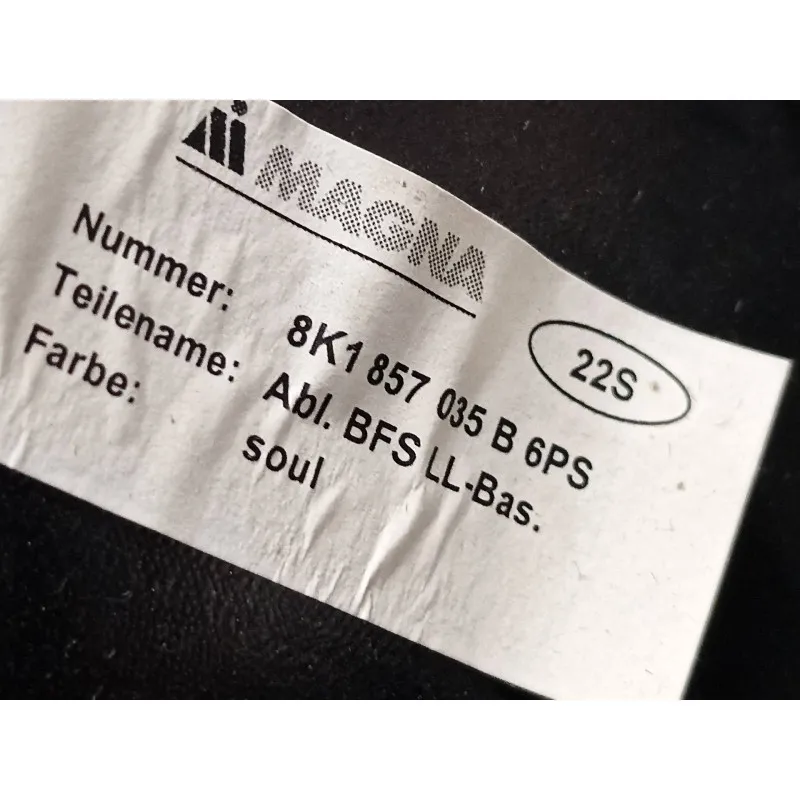 MAGNA
Nummer: 8K1 857 035 B 6PS
22S
Teilename: Abl. BFS LL-Bas.
Farbe: soul